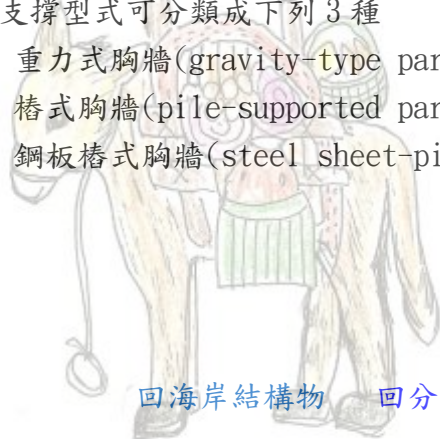 支撐型式可分類成下列3種
重力式胸牆(gravity-type par
樁式胸牆(pile-supported par
鋼板樁式胸牆(steel sheet-pi
回海岸結構物 回分